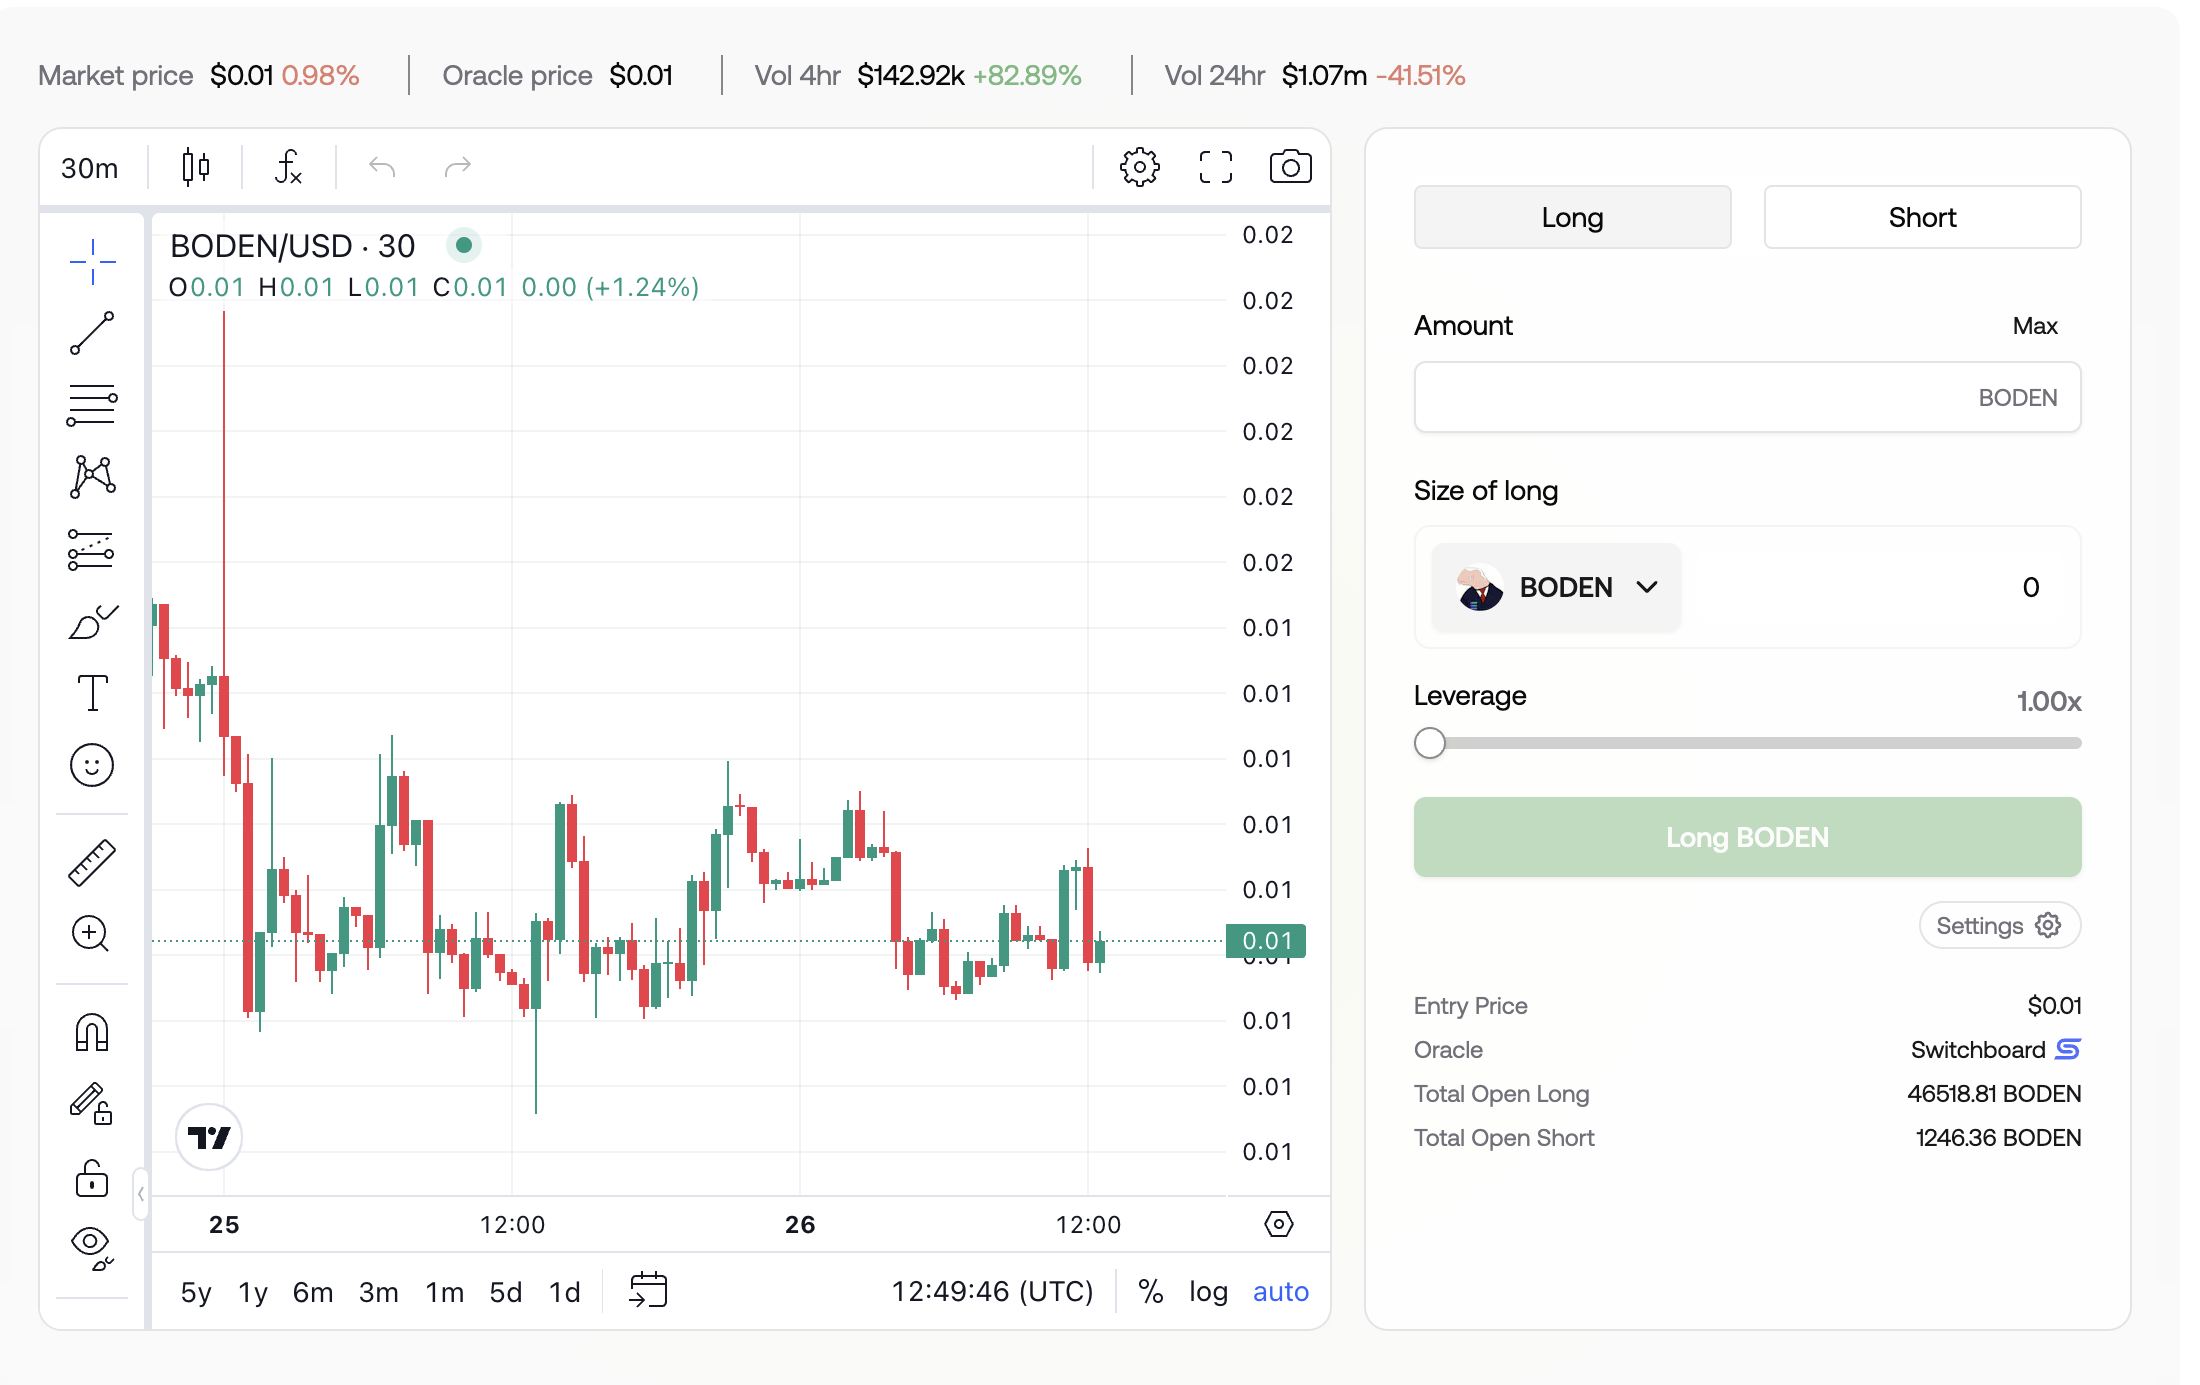 Market price $0.01 0.98% Oracle price $0.01 Vol 4hr $142.92k +82.89% Vol 24hr $1.07m -41.51%
30m
BODEN/USD · 30
O0.01 H0.01 L0.01 C0.01 0.00 (+1.24%)
0.02
0.02
0.02
0.02
0.02
0.02
0.01
0.01
0.01
0.01
0.01
0.01
0.01
0.01
0.01
0.01
25 12:00 26 12:00
5y 1y 6m 3m 1m 5d 1d 12:49:46 (UTC) % log auto
Long Short
Amount Max
BODEN
Size of long
BODEN 0
Leverage 1.00x
Long BODEN
Settings
Entry Price $0.01
Oracle Switchboard
Total Open Long 46518.81 BODEN
Total Open Short 1246.36 BODEN